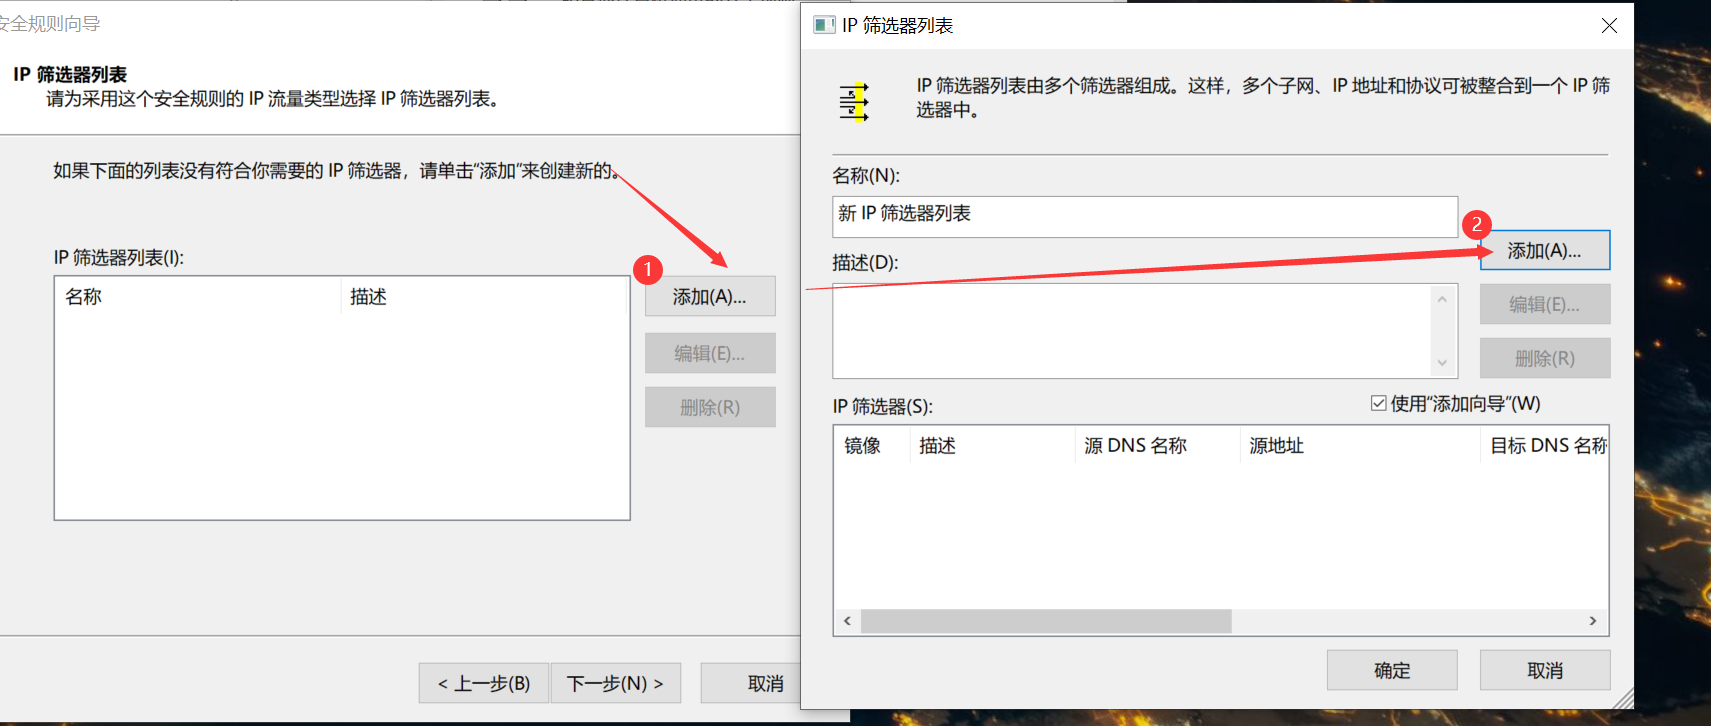 安全规则向导
IP 筛选器列表
请为采用这个安全规则的 IP 流量类型选择 IP 筛选器列表。
如果下面的列表没有符合你需要的 IP 筛选器，请单击“添加”来创建新的。
IP 筛选器列表(I):
名称 描述
1
添加(A)...
编辑(E)...
删除(R)
< 上一步(B) 下一步(N) > 取消
IP 筛选器列表
IP 筛选器列表由多个筛选器组成。这样，多个子网、IP 地址和协议可被整合到一个 IP 筛
选器中。
名称(N):
新 IP 筛选器列表
2
添加(A)...
描述(D):
编辑(E)...
删除(R)
IP 筛选器(S):
使用“添加向导”(W)
镜像 描述 源 DNS 名称 源地址 目标 DNS 名称
确定 取消